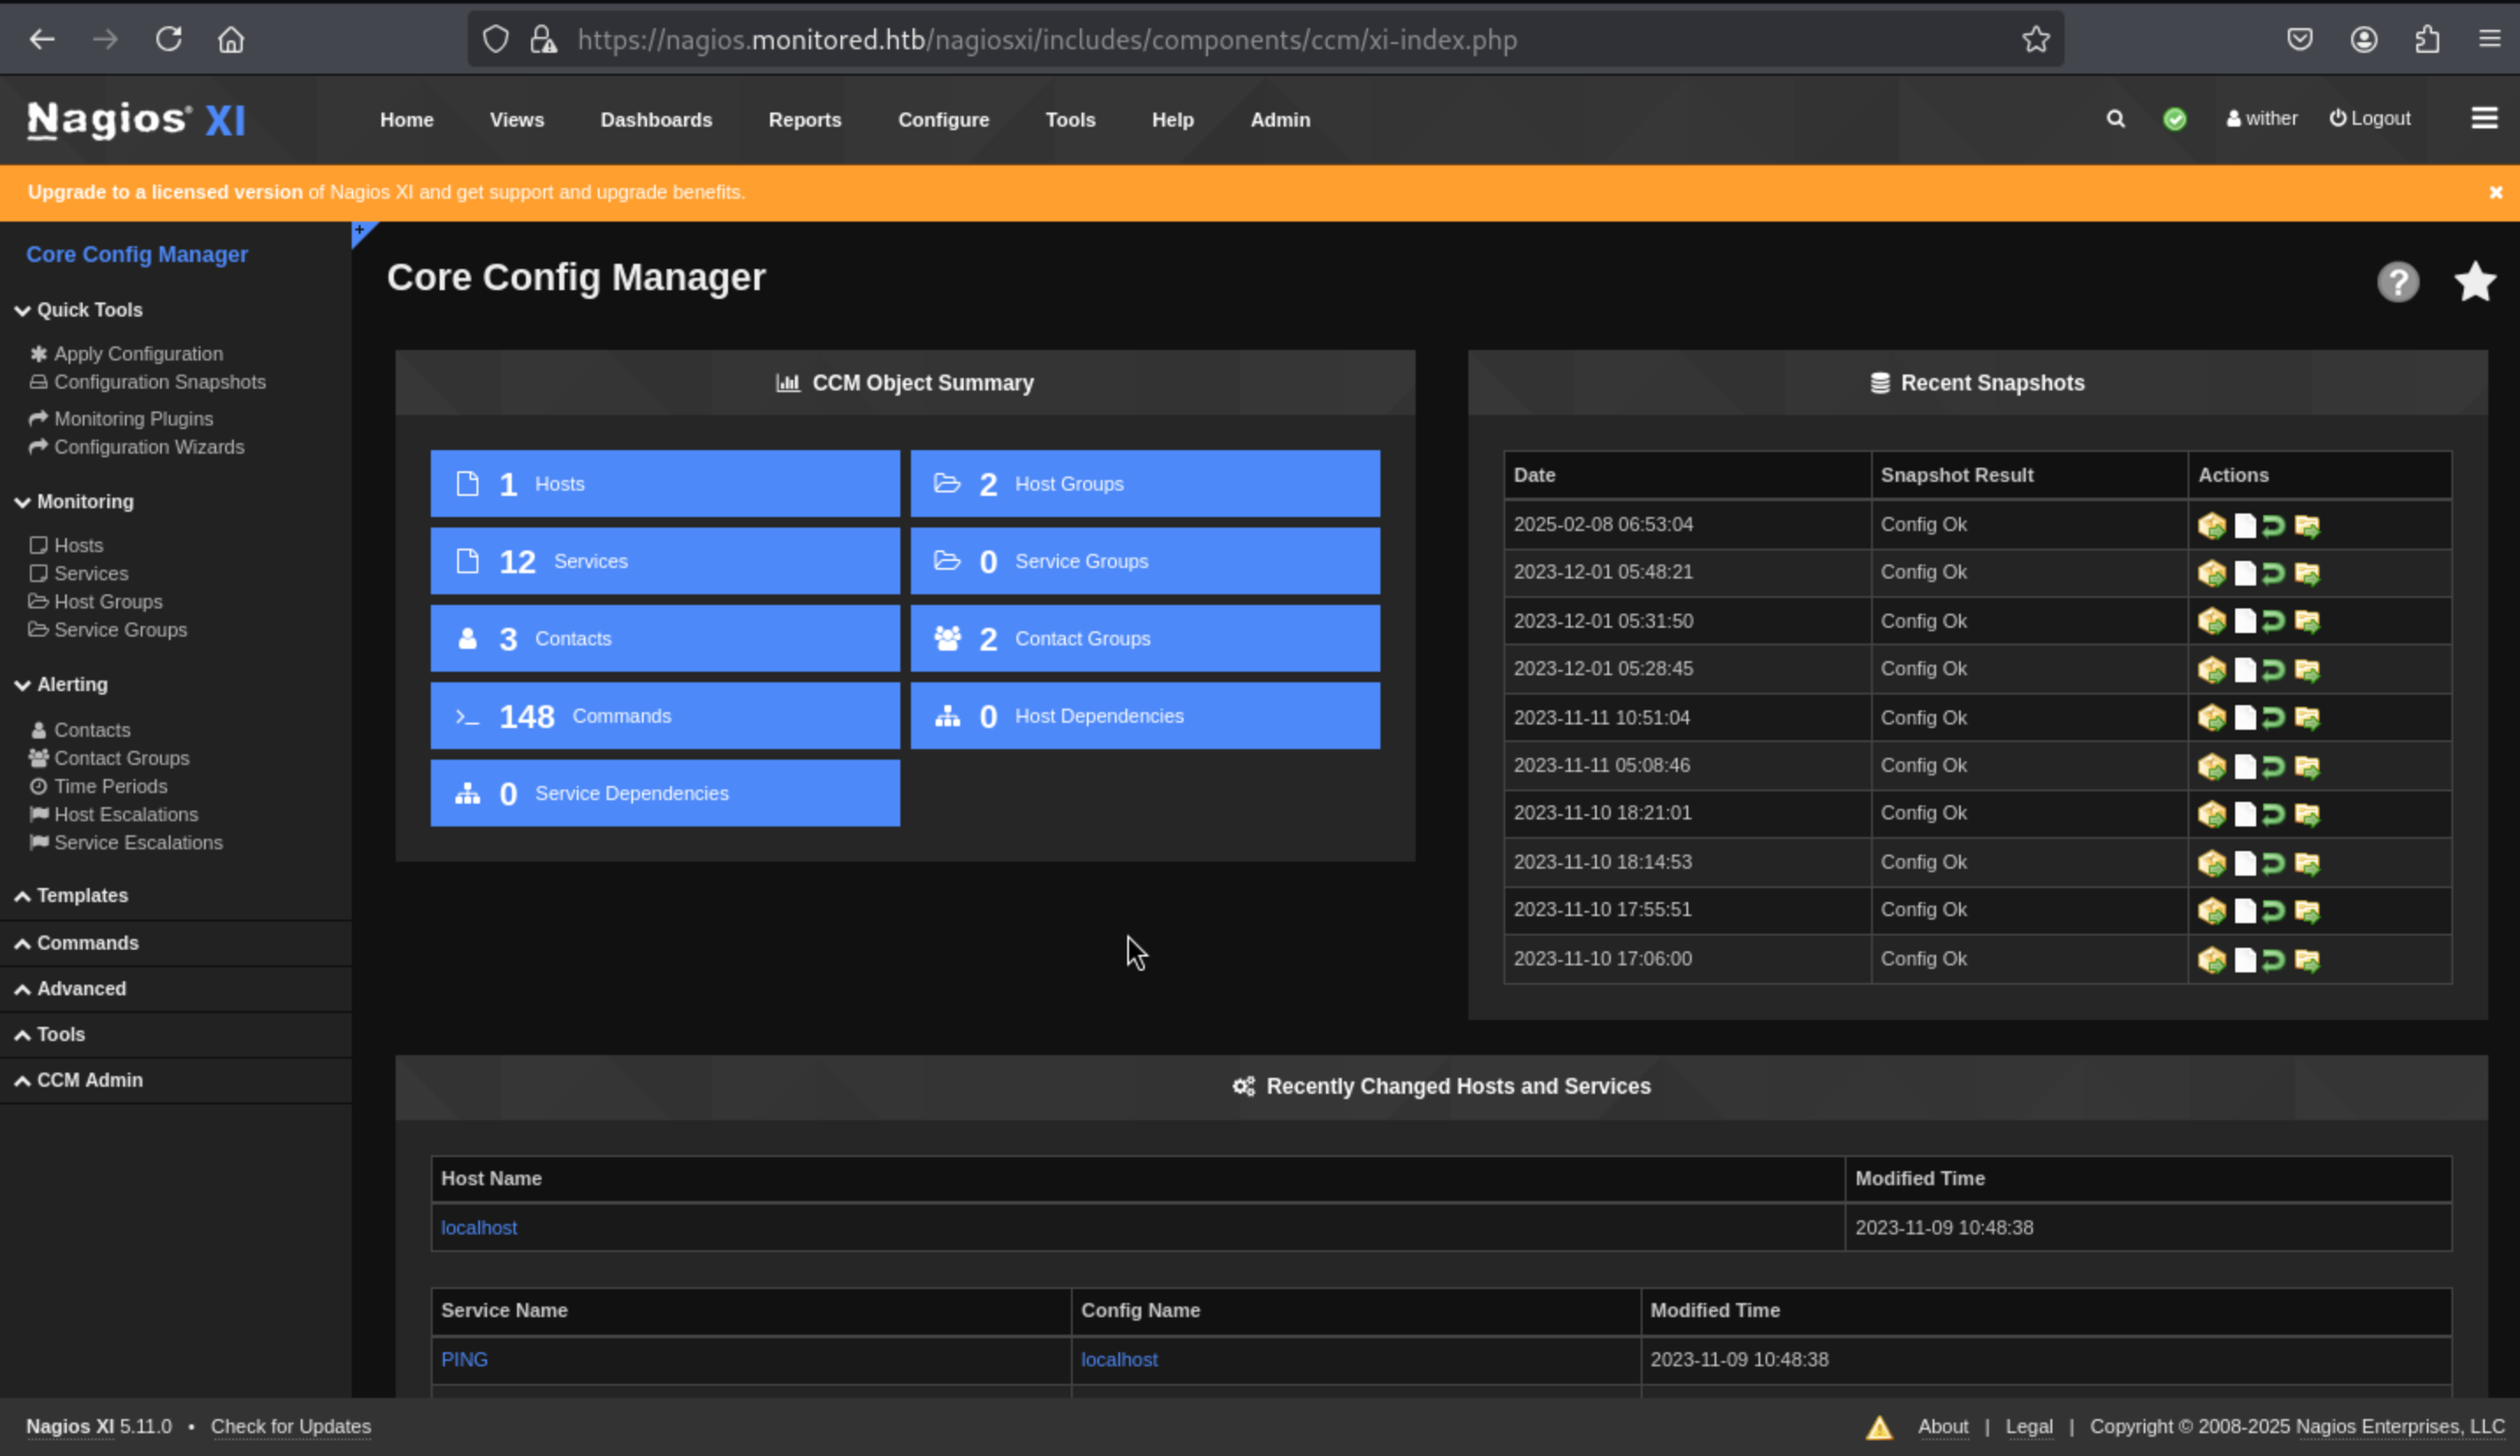 https://nagios.monitored.htb/nagiosxi/includes/components/ccm/xi-index.php
Nagios® XI
Home Views Dashboards Reports Configure Tools Help Admin wither Logout
Upgrade to a licensed version of Nagios XI and get support and upgrade benefits.
Core Config Manager
Quick Tools
Apply Configuration
Configuration Snapshots
Monitoring Plugins
Configuration Wizards
Monitoring
Hosts
Services
Host Groups
Service Groups
Alerting
Contacts
Contact Groups
Time Periods
Host Escalations
Service Escalations
Templates
Commands
Advanced
Tools
CCM Admin
Core Config Manager
CCM Object Summary
1 Hosts
2 Host Groups
12 Services
0 Service Groups
3 Contacts
2 Contact Groups
148 Commands
0 Host Dependencies
0 Service Dependencies
Recent Snapshots
Date Snapshot Result Actions
2025-02-08 06:53:04 Config Ok
2023-12-01 05:48:21 Config Ok
2023-12-01 05:31:50 Config Ok
2023-12-01 05:28:45 Config Ok
2023-11-11 10:51:04 Config Ok
2023-11-11 05:08:46 Config Ok
2023-11-10 18:21:01 Config Ok
2023-11-10 18:14:53 Config Ok
2023-11-10 17:55:51 Config Ok
2023-11-10 17:06:00 Config Ok
Recently Changed Hosts and Services
Host Name Modified Time
localhost 2023-11-09 10:48:38
Service Name Config Name Modified Time
PING localhost 2023-11-09 10:48:38
Nagios XI 5.11.0 • Check for Updates About | Legal | Copyright © 2008-2025 Nagios Enterprises, LLC